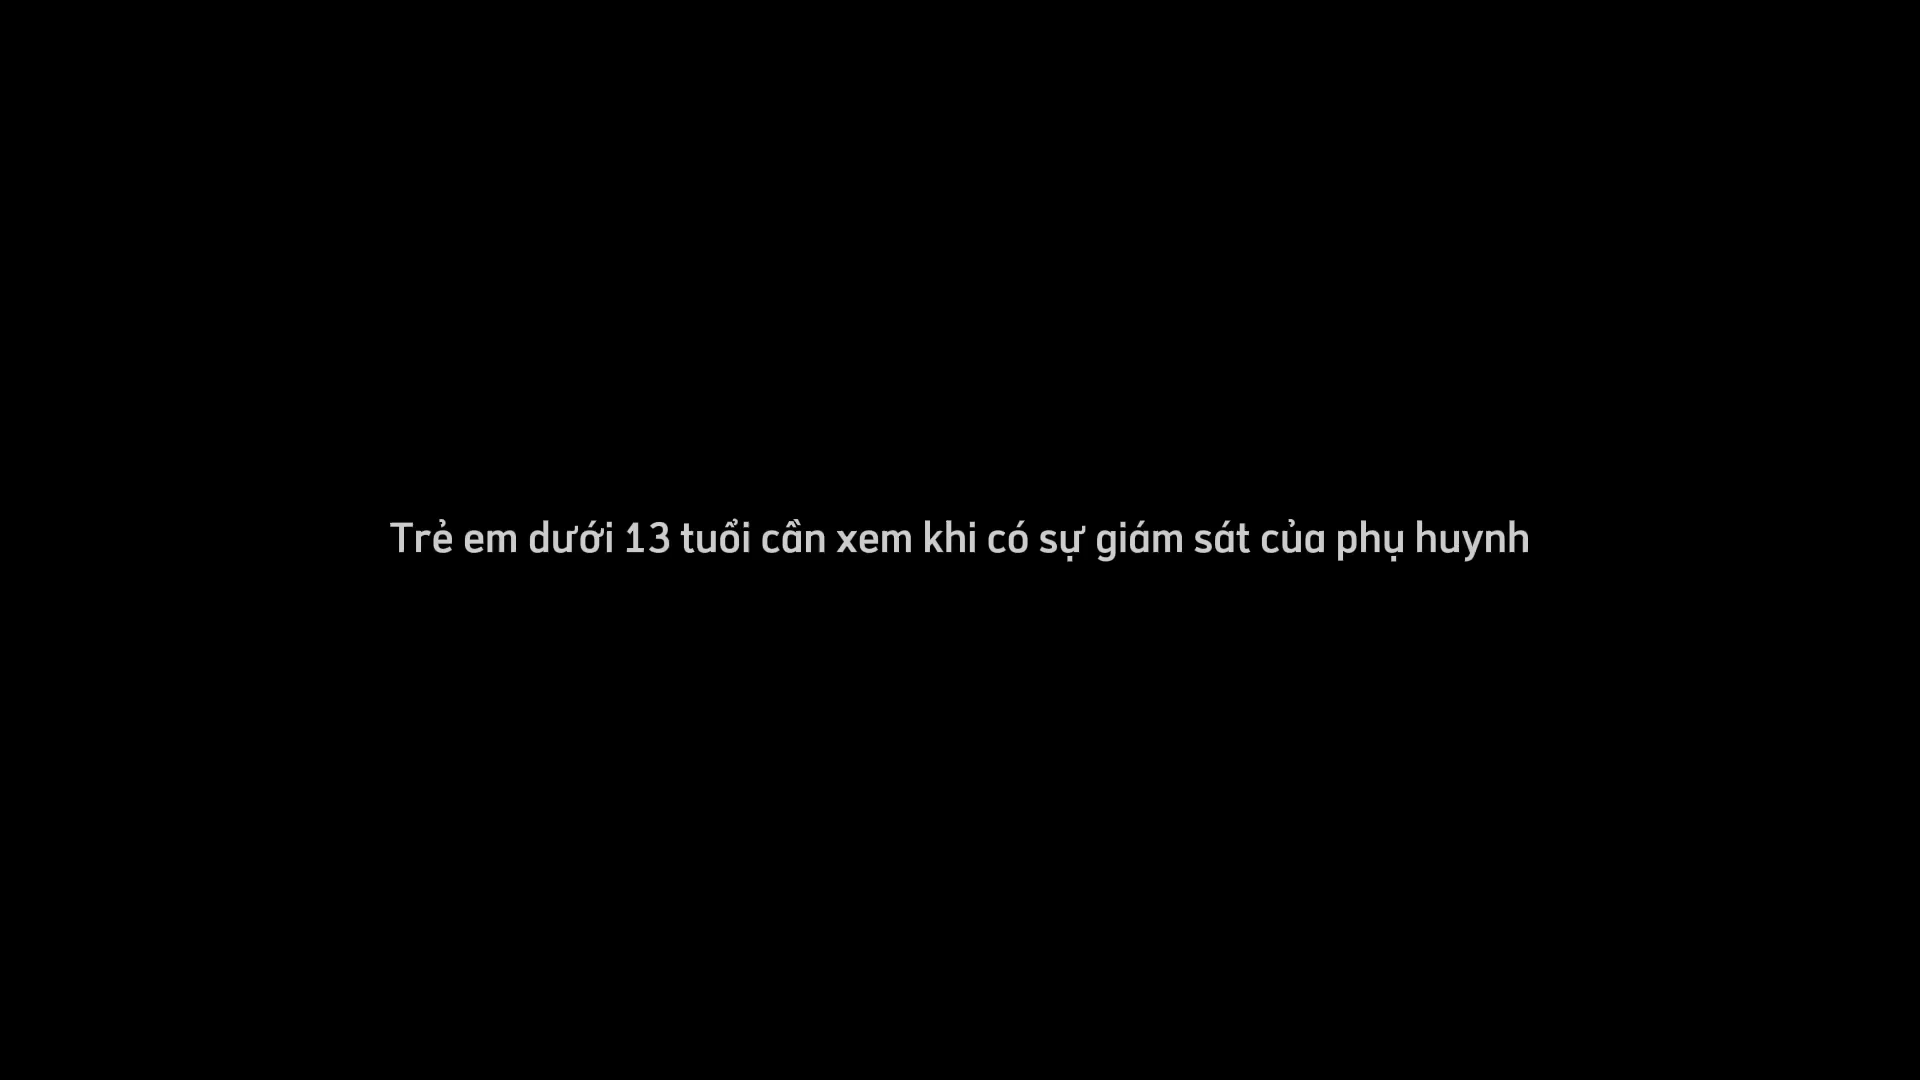 Trẻ em dưới 13 tuổi cần xem khi có sự giám sát của phụ huynh